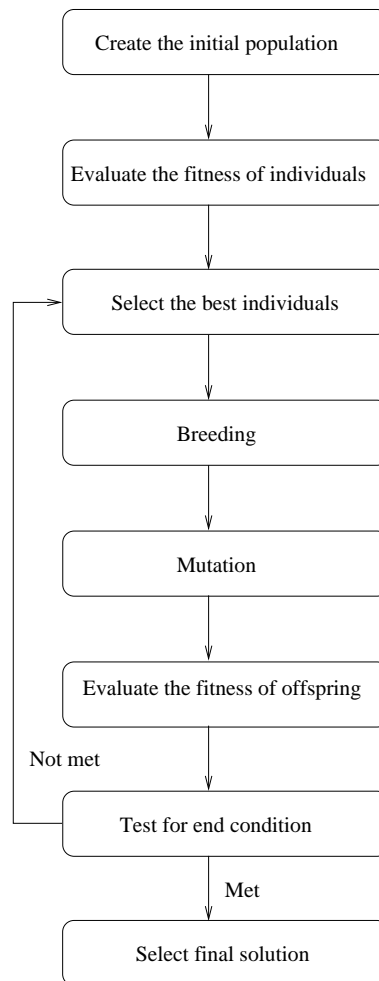 Create the initial population
Evaluate the fitness of individuals
Select the best individuals
Breeding
Mutation
Evaluate the fitness of offspring
Not met
Test for end condition
Met
Select final solution